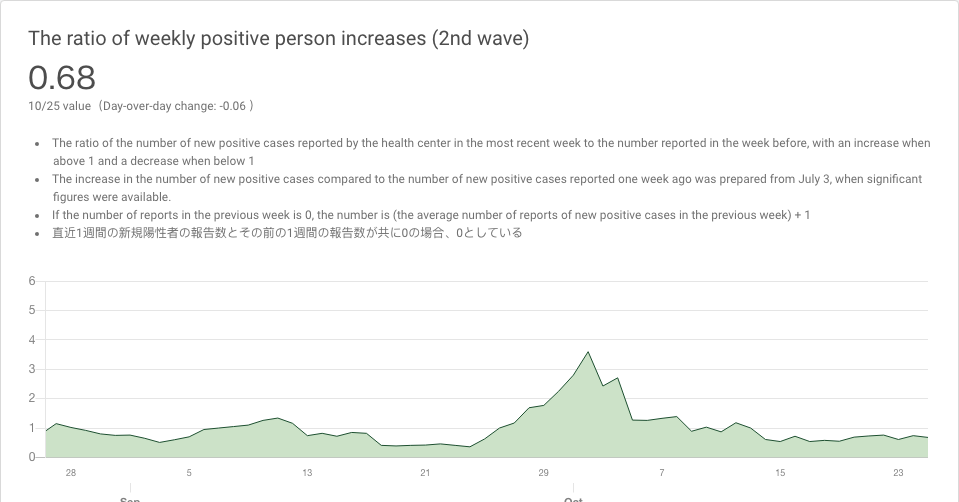 The ratio of weekly positive person increases (2nd wave)
0.68
10/25 value（Day-over-day change: -0.06 ）
• The ratio of the number of new positive cases reported by the health center in the most recent week to the number reported in the week before, with an increase when
above 1 and a decrease when below 1
• The increase in the number of new positive cases compared to the number of new positive cases reported one week ago was prepared from July 3, when significant
figures were available.
• If the number of reports in the previous week is 0, the number is (the average number of reports of new positive cases in the previous week) + 1
• 直近1週間の新規陽性者の報告数とその前の1週間の報告数が共に0の場合、0としている
6
5
4
3
2
1
0
28 5 13 21 29 7 15 23
Sep Oct